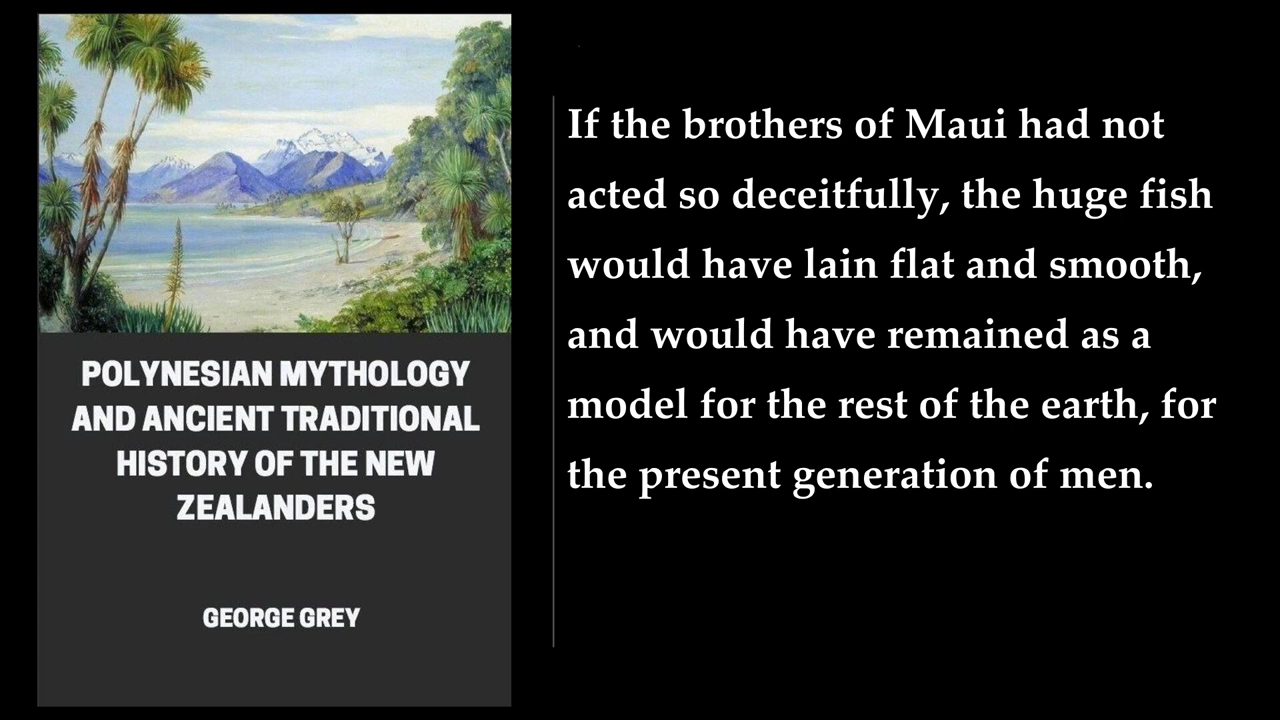 POLYNESIAN MYTHOLOGY
AND ANCIENT TRADITIONAL
HISTORY OF THE NEW
ZEALANDERS
GEORGE GREY
If the brothers of Maui had not
acted so deceitfully, the huge fish
would have lain flat and smooth,
and would have remained as a
model for the rest of the earth, for
the present generation of men.